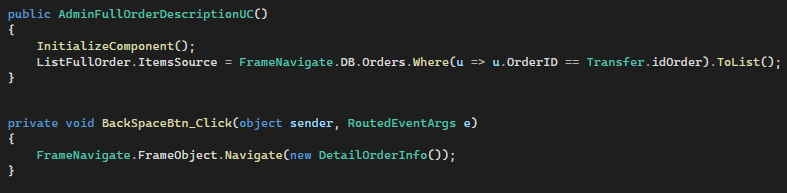 public AdminFullOrderDescriptionUC()
{
    InitializeComponent();
    ListFullOrder.ItemsSource = FrameNavigate.DB.Orders.Where(u => u.OrderID == Transfer.idOrder).ToList();
}
private void BackSpaceBtn_Click(object sender, RoutedEventArgs e)
{
    FrameNavigate.FrameObject.Navigate(new DetailOrderInfo());
}